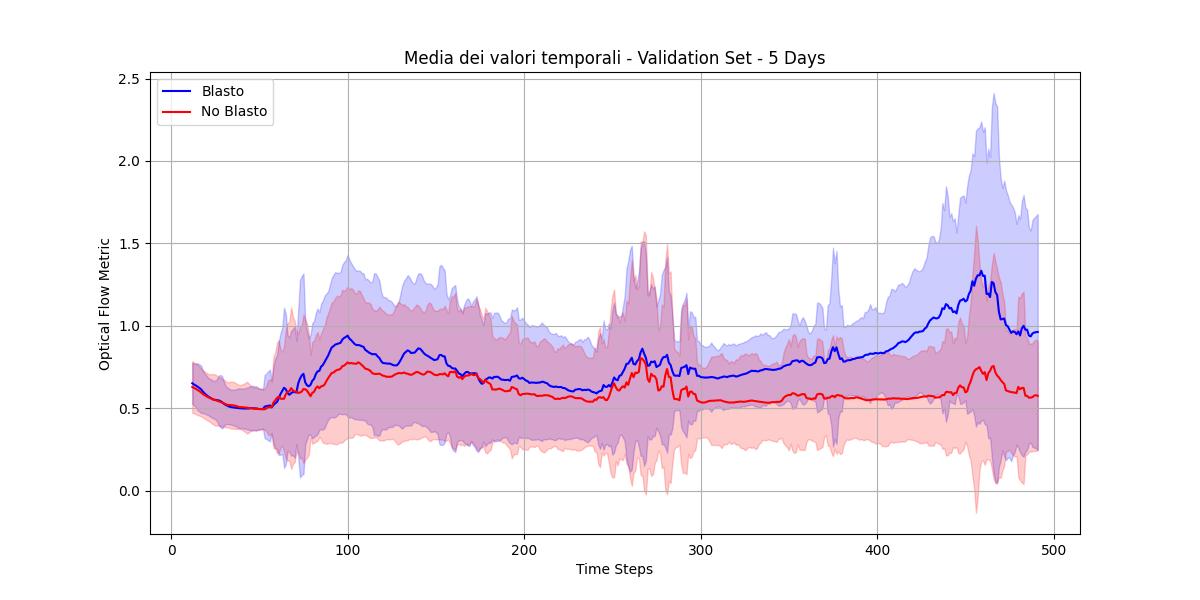 Media dei valori temporali - Validation Set - 5 Days
Blasto
No Blasto
Optical Flow Metric
2.5
2.0
1.5
1.0
0.5
0.0
0 100 200 300 400 500
Time Steps